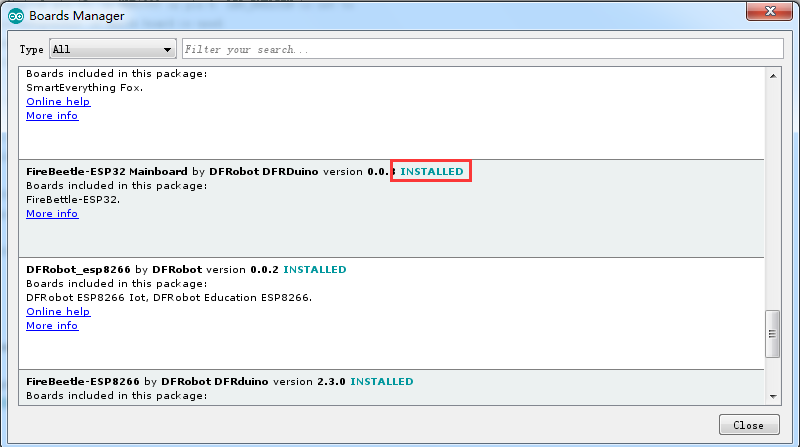 Boards Manager
Type All Filter your search...
Boards included in this package:
SmartEverything Fox.
Online help
More info
FireBeetle-ESP32 Mainboard by DFRobot DFRDuino version 0.0. INSTALLED
Boards included in this package:
FireBettle-ESP32.
More info
DFRobot_esp8266 by DFRobot version 0.0.2 INSTALLED
Boards included in this package:
DFRobot ESP8266 Iot, DFRobot Education ESP8266.
Online help
More info
FireBeetle-ESP8266 by DFRobot DFRduino version 2.3.0 INSTALLED
Boards included in this package:
Close